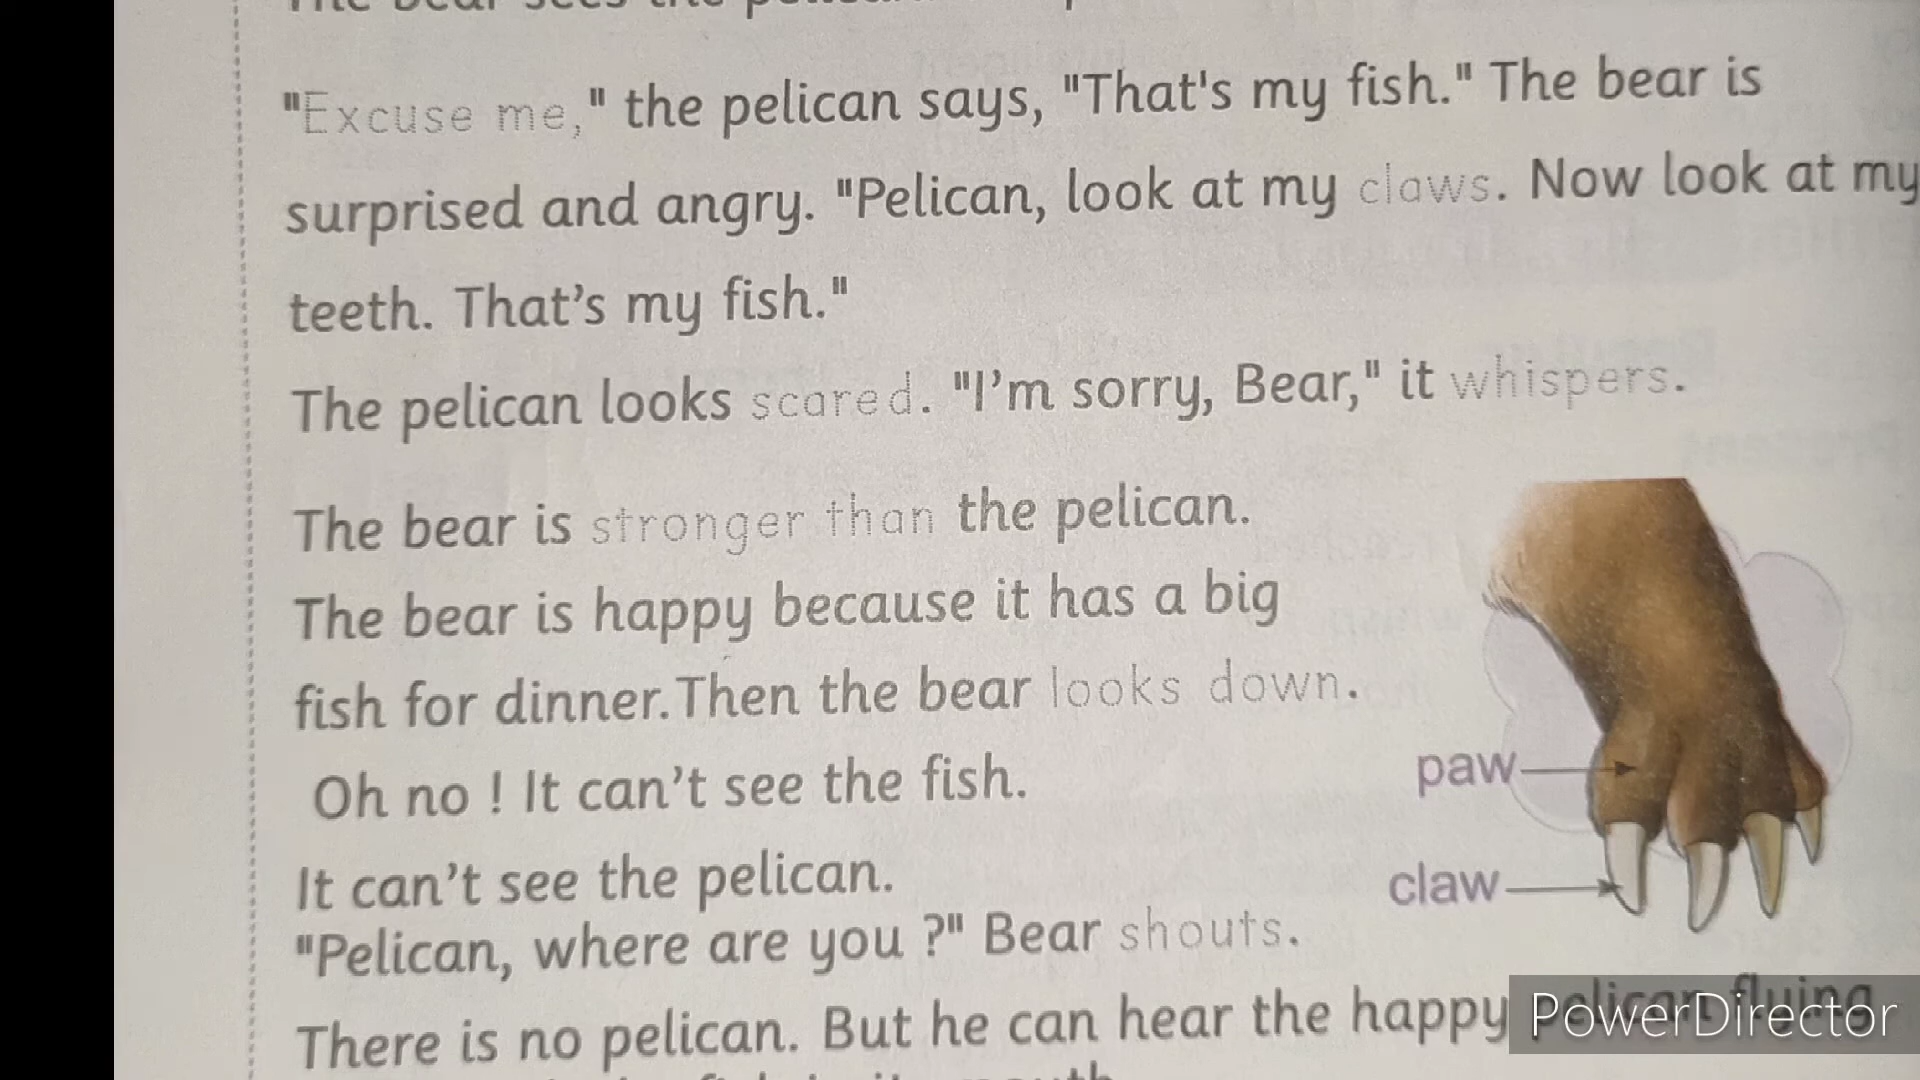 "Excuse me," the pelican says, "That's my fish." The bear is
surprised and angry. "Pelican, look at my claws. Now look at my
teeth. That's my fish."
The pelican looks scared. "I'm sorry, Bear," it whispers.
The bear is stronger than the pelican.
The bear is happy because it has a big
fish for dinner. Then the bear looks down.
Oh no ! It can't see the fish.
paw
It can't see the pelican.
claw
"Pelican, where are you ?" Bear shouts.
There is no pelican. But he can hear the happy pelican flying
PowerDirector